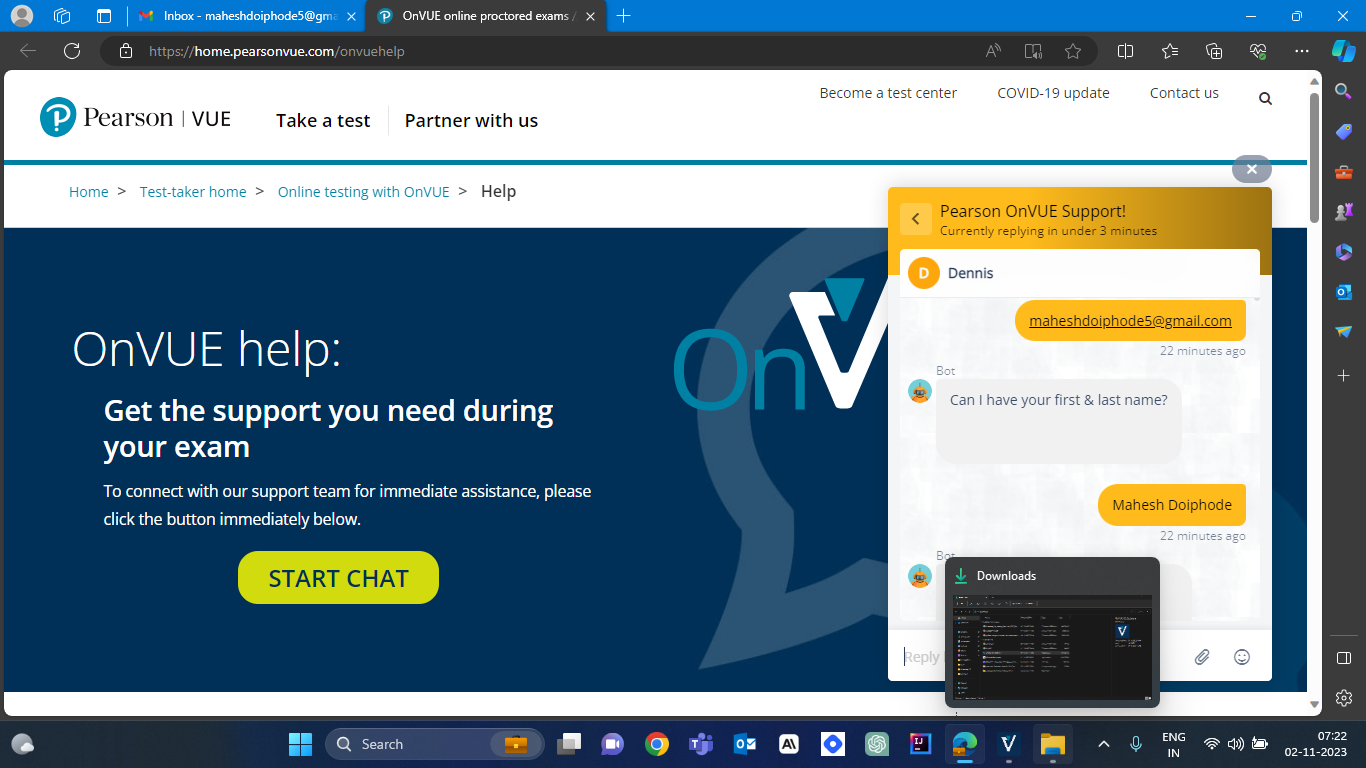 Inbox - maheshdoiphode5@gma
OnVUE online proctored exams /
https://home.pearsonvue.com/onvuehelp
Become a test center
COVID-19 update
Contact us
Pearson | VUE
Take a test
Partner with us
Home > Test-taker home > Online testing with OnVUE > Help
Pearson OnVUE Support!
Currently replying in under 3 minutes
D
Dennis
maheshdoiphode5@gmail.com
22 minutes ago
Bot
Can I have your first & last name?
Mahesh Doiphode
22 minutes ago
Bot
Reply
OnVUE help:
Get the support you need during
your exam
To connect with our support team for immediate assistance, please
click the button immediately below.
START CHAT
OnV
Downloads
Search
ENG
IN
07:22
02-11-2023